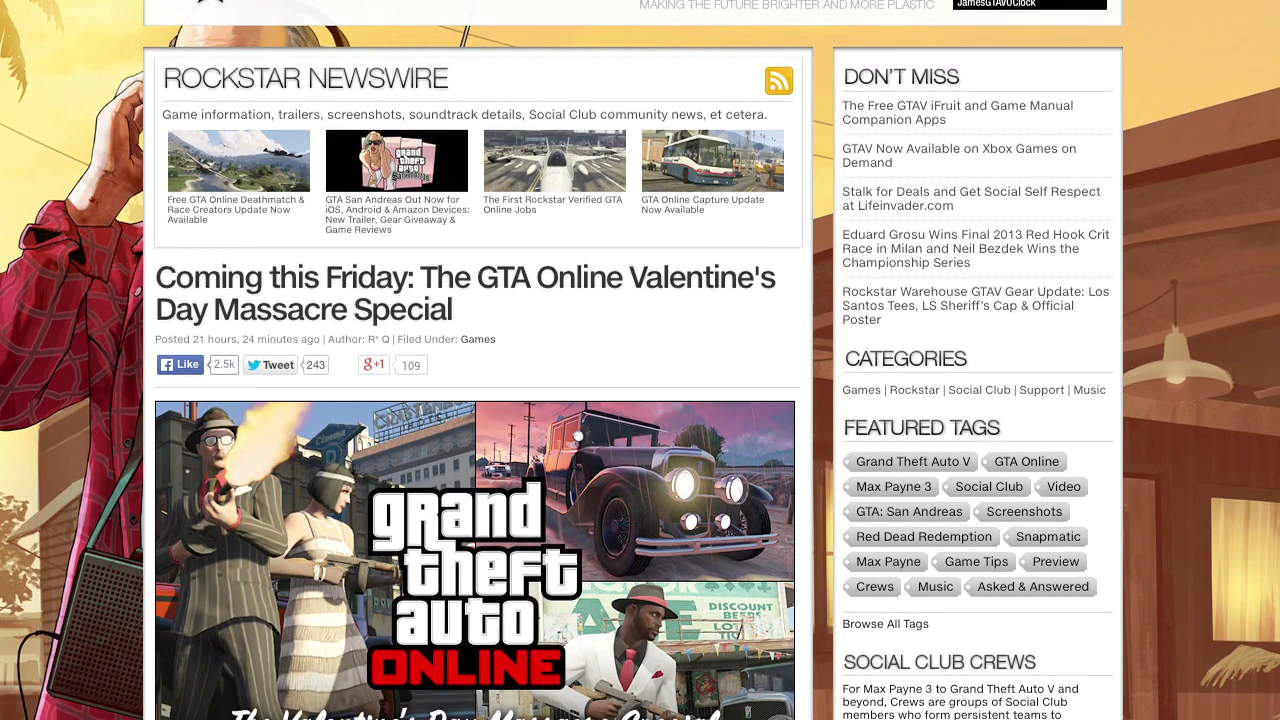 MAKING THE FUTURE BRIGHTER AND MORE PLASTIC
JamesGTAVOClock
ROCKSTAR NEWSWIRE
Game information, trailers, screenshots, soundtrack details, Social Club community news, et cetera.
Free GTA Online Deathmatch &
Race Creators Update Now
Available
grand
theft
auto
GTA San Andreas Out Now for
iOS, Android & Amazon Devices:
New Trailer, Gear Giveaway &
Game Reviews
The First Rockstar Verified GTA
Online Jobs
GTA Online Capture Update
Now Available
Coming this Friday: The GTA Online Valentine's
Day Massacre Special
Posted 21 hours, 24 minutes ago | Author: R* Q | Filed Under: Games
Like 2.5k Tweet 243 +1 109
grand
theft
auto
ONLINE
DISCOUNT
The Valentine's Day Massacre Special
DON'T MISS
The Free GTAV iFruit and Game Manual
Companion Apps
GTAV Now Available on Xbox Games on
Demand
Stalk for Deals and Get Social Self Respect
at Lifeinvader.com
Eduard Grosu Wins Final 2013 Red Hook Crit
Race in Milan and Neil Bezdek Wins the
Championship Series
Rockstar Warehouse GTAV Gear Update: Los
Santos Tees, LS Sheriff's Cap & Official
Poster
CATEGORIES
Games | Rockstar | Social Club | Support | Music
FEATURED TAGS
Grand Theft Auto V GTA Online
Max Payne 3 Social Club Video
GTA: San Andreas Screenshots
Red Dead Redemption Snapmatic
Max Payne Game Tips Preview
Crews Music Asked & Answered
Browse All Tags
SOCIAL CLUB CREWS
For Max Payne 3 to Grand Theft Auto V and
beyond, Crews are groups of Social Club
members who form persistent teams to